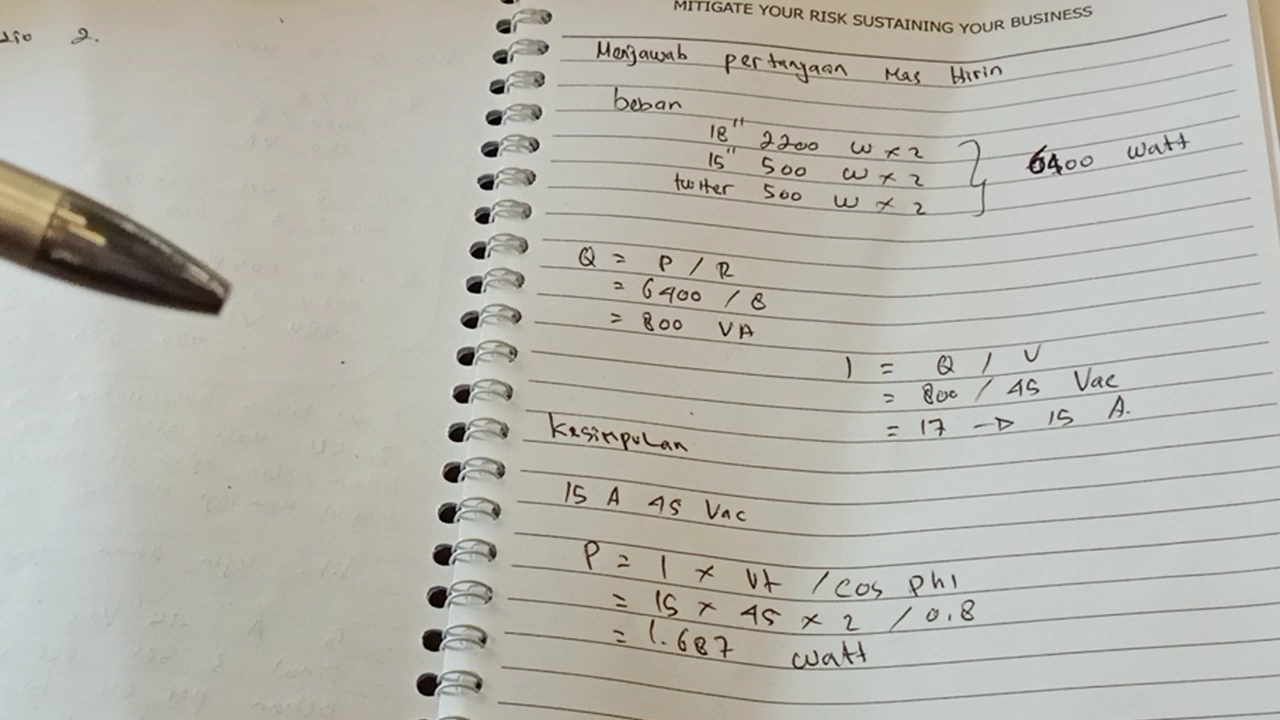 2.
MITIGATE YOUR RISK SUSTAINING YOUR BUSINESS
Menjawab pertanyaan Mas Hirin
beban
18" 2200 W x 2
15" 500 W x 2
twiter 500 W x 2
6400 watt
Q = P / R
= 6400 / 8
= 800 VA
I = Q / V
= 800 / 45 Vac
= 17 → 15 A.
Kesimpulan
15 A 45 Vac
P = I x Vt / cos phi
= 15 x 45 x 2 / 0.8
= 1.687 watt